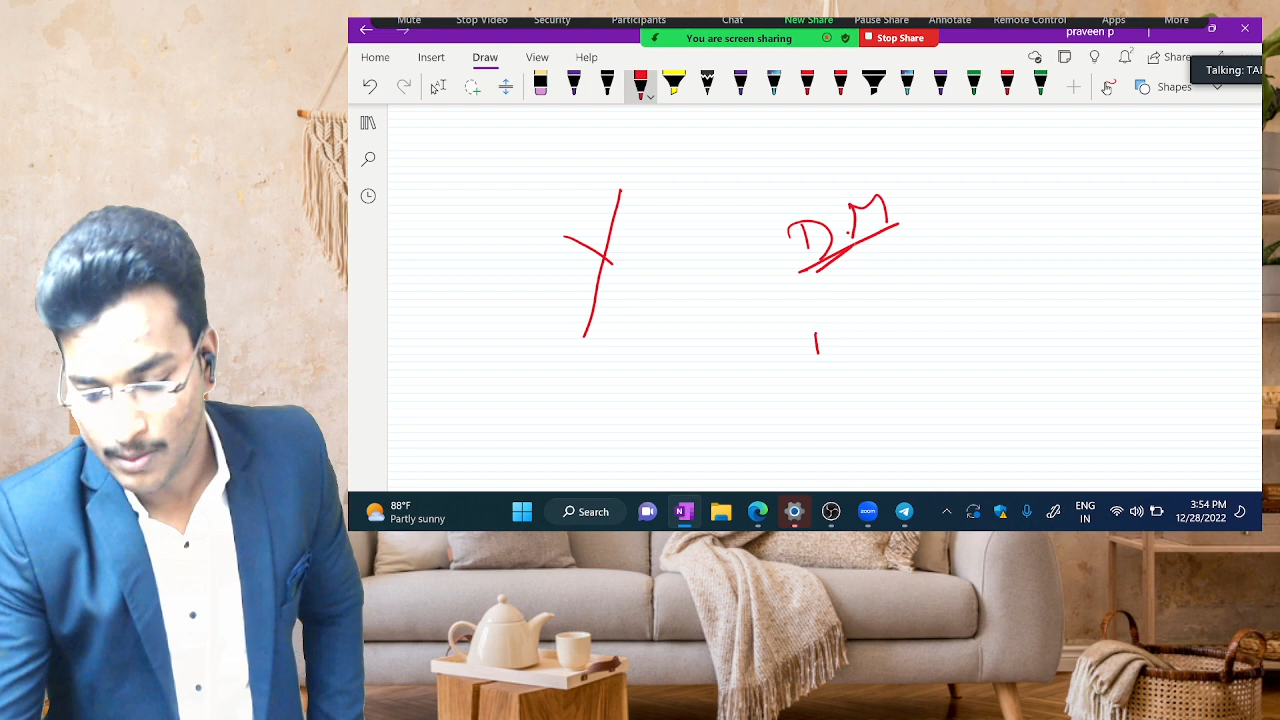 Mute Stop Video Security Participants Chat New Share Pause Share Annotate Remote Control Apps More
You are screen sharing Stop Share
praveen p
Home Insert Draw View Help
Share
Talking: TA
Shapes
Y
D.M
88°F
Partly sunny
Search
zoom
ENG
IN
3:54 PM
12/28/2022